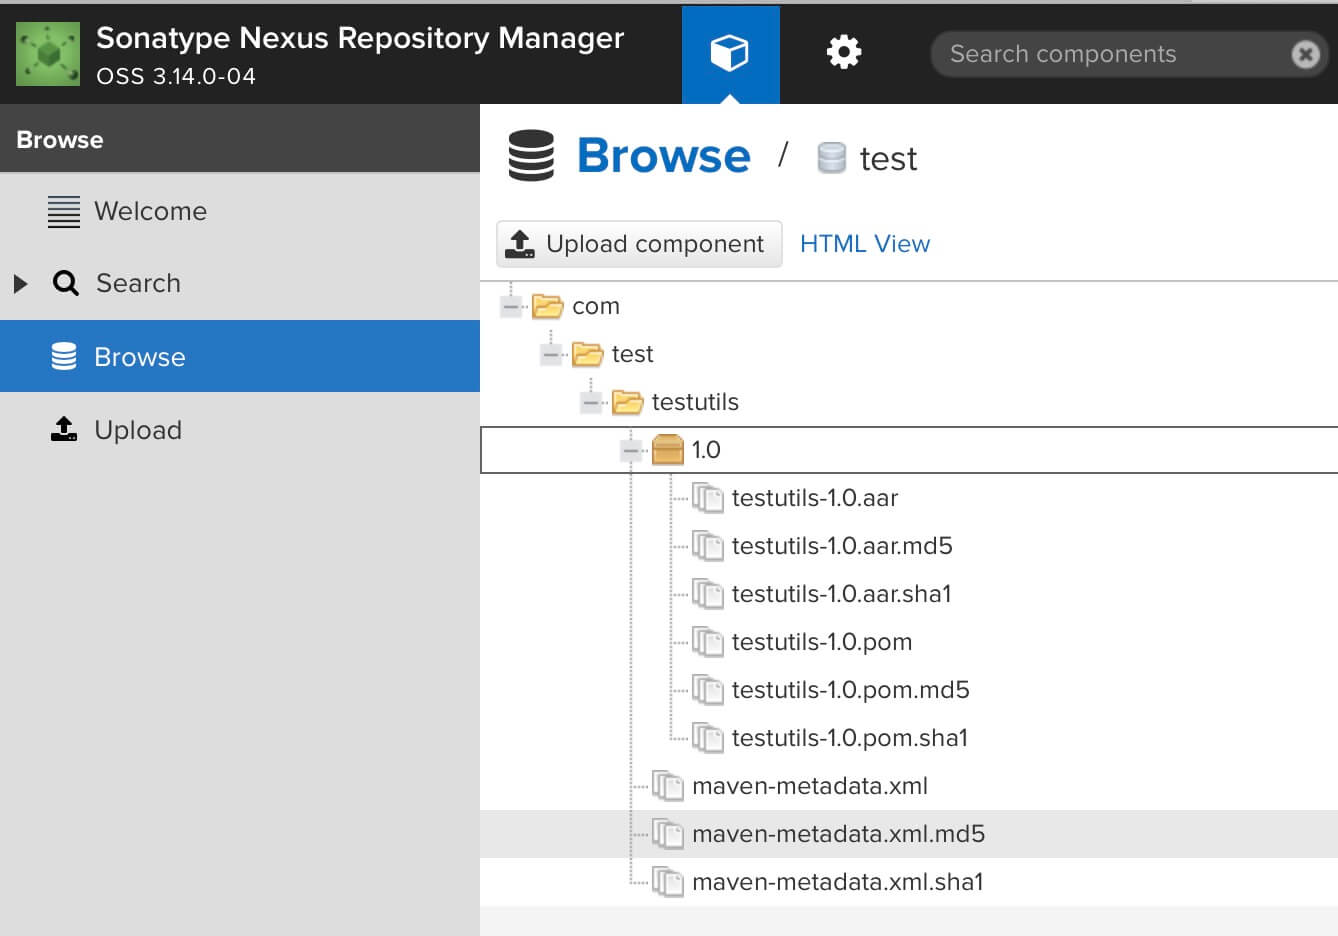 Sonatype Nexus Repository Manager
OSS 3.14.0-04
Search components
Browse
Welcome
Search
Browse
Upload
Browse / test
Upload component HTML View
com
test
testutils
1.0
testutils-1.0.aar
testutils-1.0.aar.md5
testutils-1.0.aar.sha1
testutils-1.0.pom
testutils-1.0.pom.md5
testutils-1.0.pom.sha1
maven-metadata.xml
maven-metadata.xml.md5
maven-metadata.xml.sha1